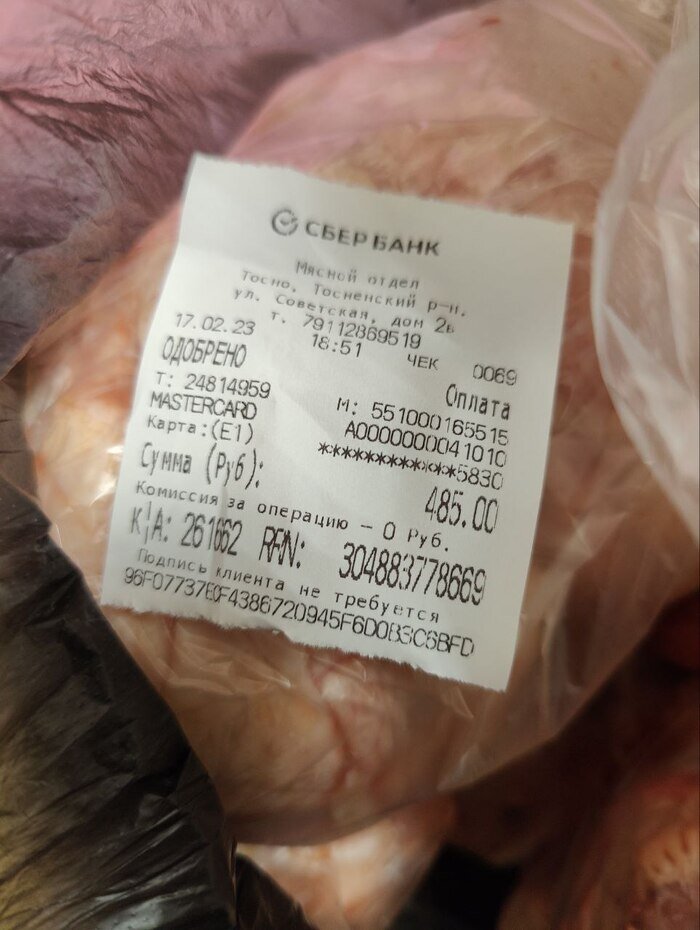 СБЕРБАНК
Мясной отдел
Тосно, Тосненский р-н.
ул. Советская, дом 2в
т. 79112869519
17.02.23 18:51 ЧЕК 0069
ОДОБРЕНО Оплата
Т: 24814959 М: 551000165515
MASTERCARD A0000000041010
Карта:(E1) ************5830
Сумма (Руб): 485.00
Комиссия за операцию - 0 Руб.
К/А: 261662 RRN: 304883778669
Подпись клиента не требуется
96F07737E0F4386720945F6D0B3C6BFD